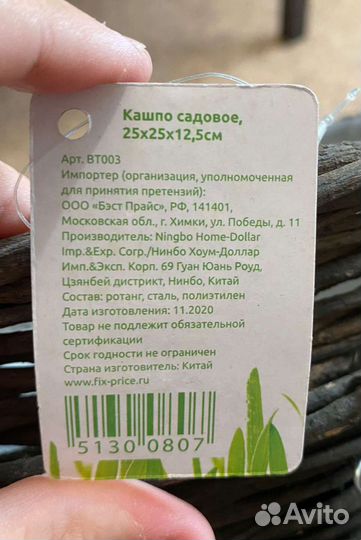 Кашпо садовое,
25х25х12,5см
Арт. ВТ003
Импортер (организация, уполномоченная
для принятия претензий):
ООО «Бэст Прайс», РФ, 141401,
Московская обл., г. Химки, ул. Победы, д. 11
Производитель: Ningbo Home-Dollar
Imp.&Exp. Corp./Нинбо Хоум-Доллар
Имп.&Эксп. Корп. 69 Гуан Юань Роуд,
Цзянбей дистрикт, Нинбо, Китай
Состав: ротанг, сталь, полиэтилен
Дата изготовления: 11.2020
Товар не подлежит обязательной
сертификации
Срок годности не ограничен
Страна изготовитель: Китай
www.fix-price.ru
5130 0807
Avito